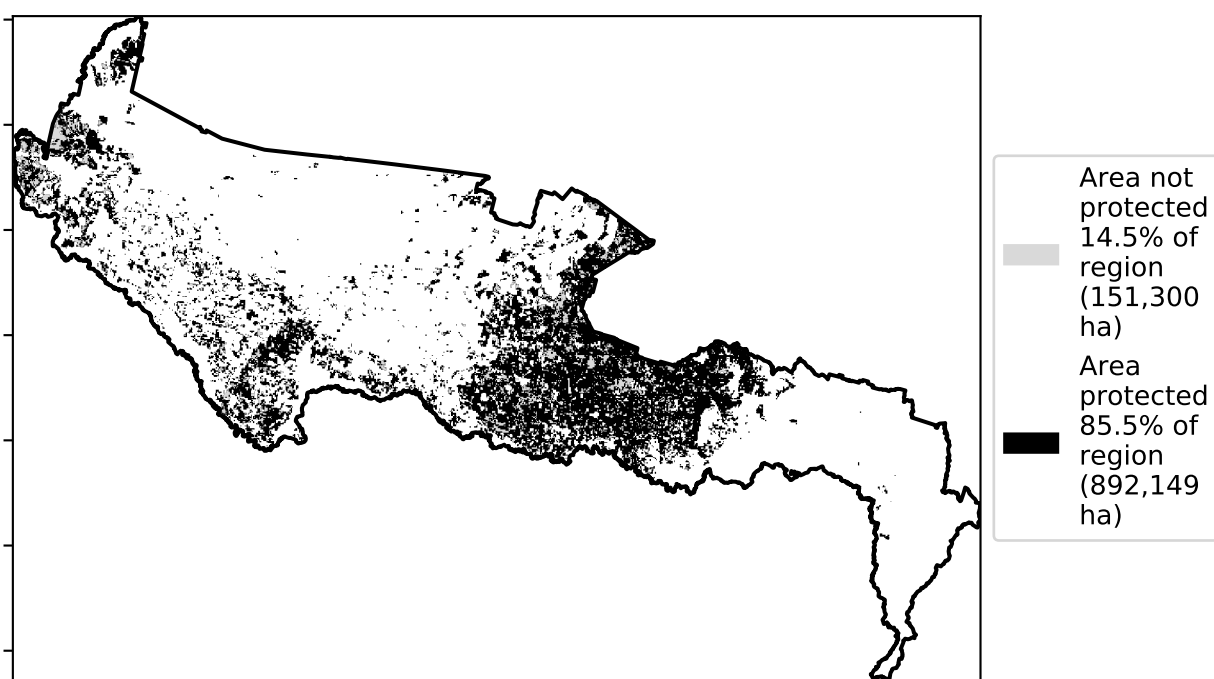 Area not
protected
14.5% of
region
(151,300
ha)
Area
protected
85.5% of
region
(892,149
ha)